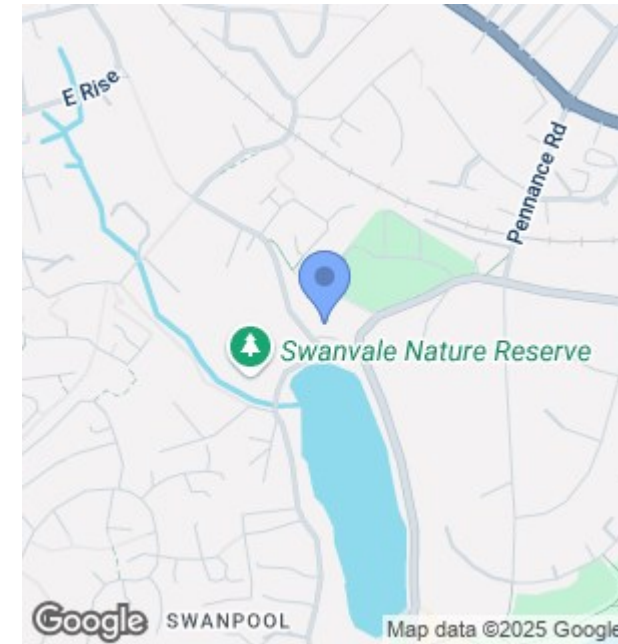 E Rise
Pennance Rd
Swanvale Nature Reserve
Google
SWANPOOL
Map data ©2025 Google